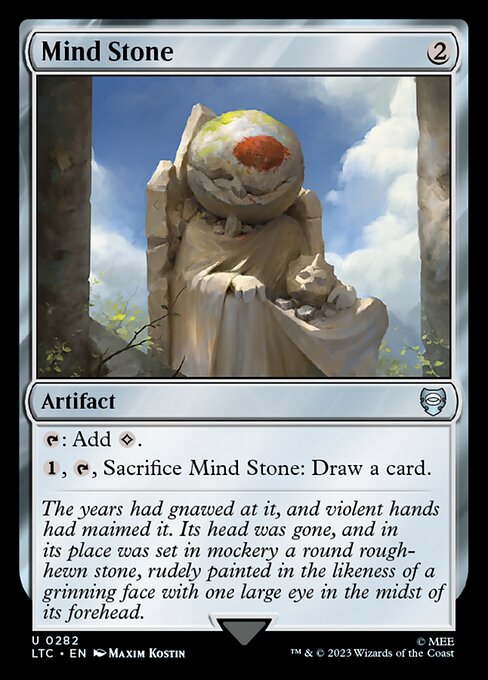 Mind Stone 2
Artifact
: Add .
1, , Sacrifice Mind Stone: Draw a card.
The years had gnawed at it, and violent hands
had maimed it. Its head was gone, and in
its place was set in mockery a round rough-
hewn stone, rudely painted in the likeness of a
grinning face with one large eye in the midst of
its forehead.
U 0282
LTC • EN Maxim Kostin
© MEE
™ & © 2023 Wizards of the Coast